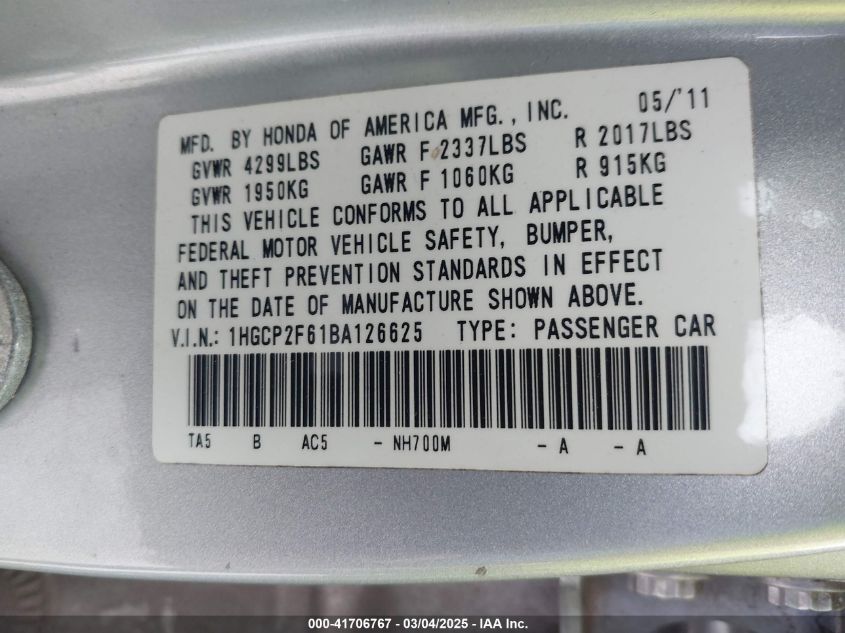 MFD. BY HONDA OF AMERICA MFG., INC. 05/'11
GVWR 4299LBS GAWR F 2337LBS R 2017LBS
GVWR 1950KG GAWR F 1060KG R 915KG
THIS VEHICLE CONFORMS TO ALL APPLICABLE
FEDERAL MOTOR VEHICLE SAFETY, BUMPER,
AND THEFT PREVENTION STANDARDS IN EFFECT
ON THE DATE OF MANUFACTURE SHOWN ABOVE.
V.I.N.: 1HGCP2F61BA126625 TYPE: PASSENGER CAR
TA5 B AC5 - NH700M - A - A
000-41706767 - 03/04/2025 - IAA Inc.